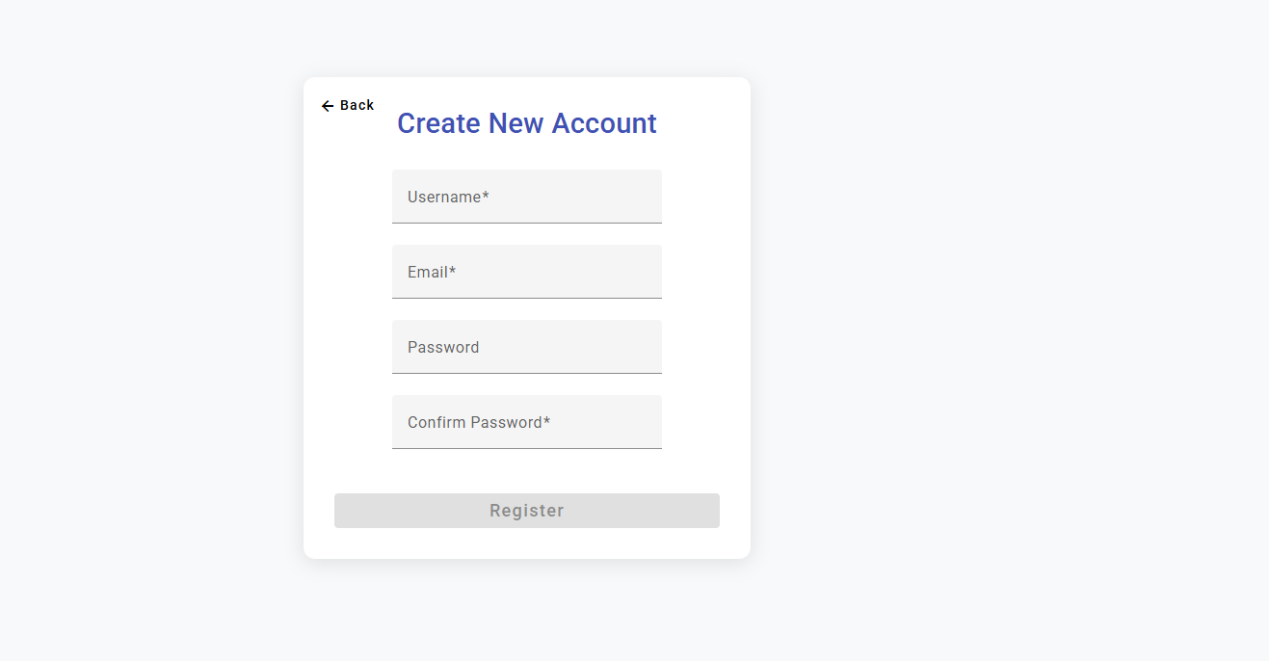 Back
Create New Account
Username*
Email*
Password
Confirm Password*
Register